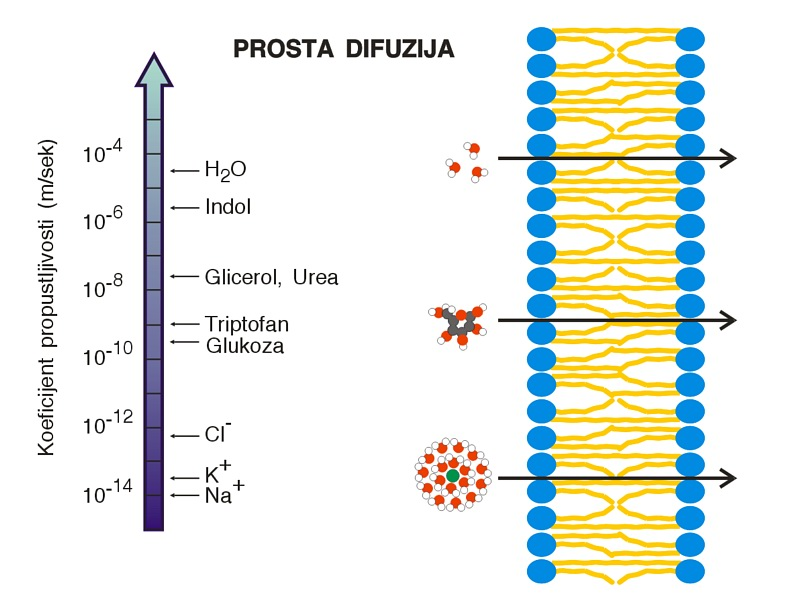 PROSTA DIFUZIJA
Koeficijent propustljivosti (m/sek)
10⁻⁴
H₂O
10⁻⁶
Indol
10⁻⁸
Glicerol, Urea
Triptofan
Glukoza
10⁻¹⁰
10⁻¹²
Cl⁻
K⁺
10⁻¹⁴
Na⁺